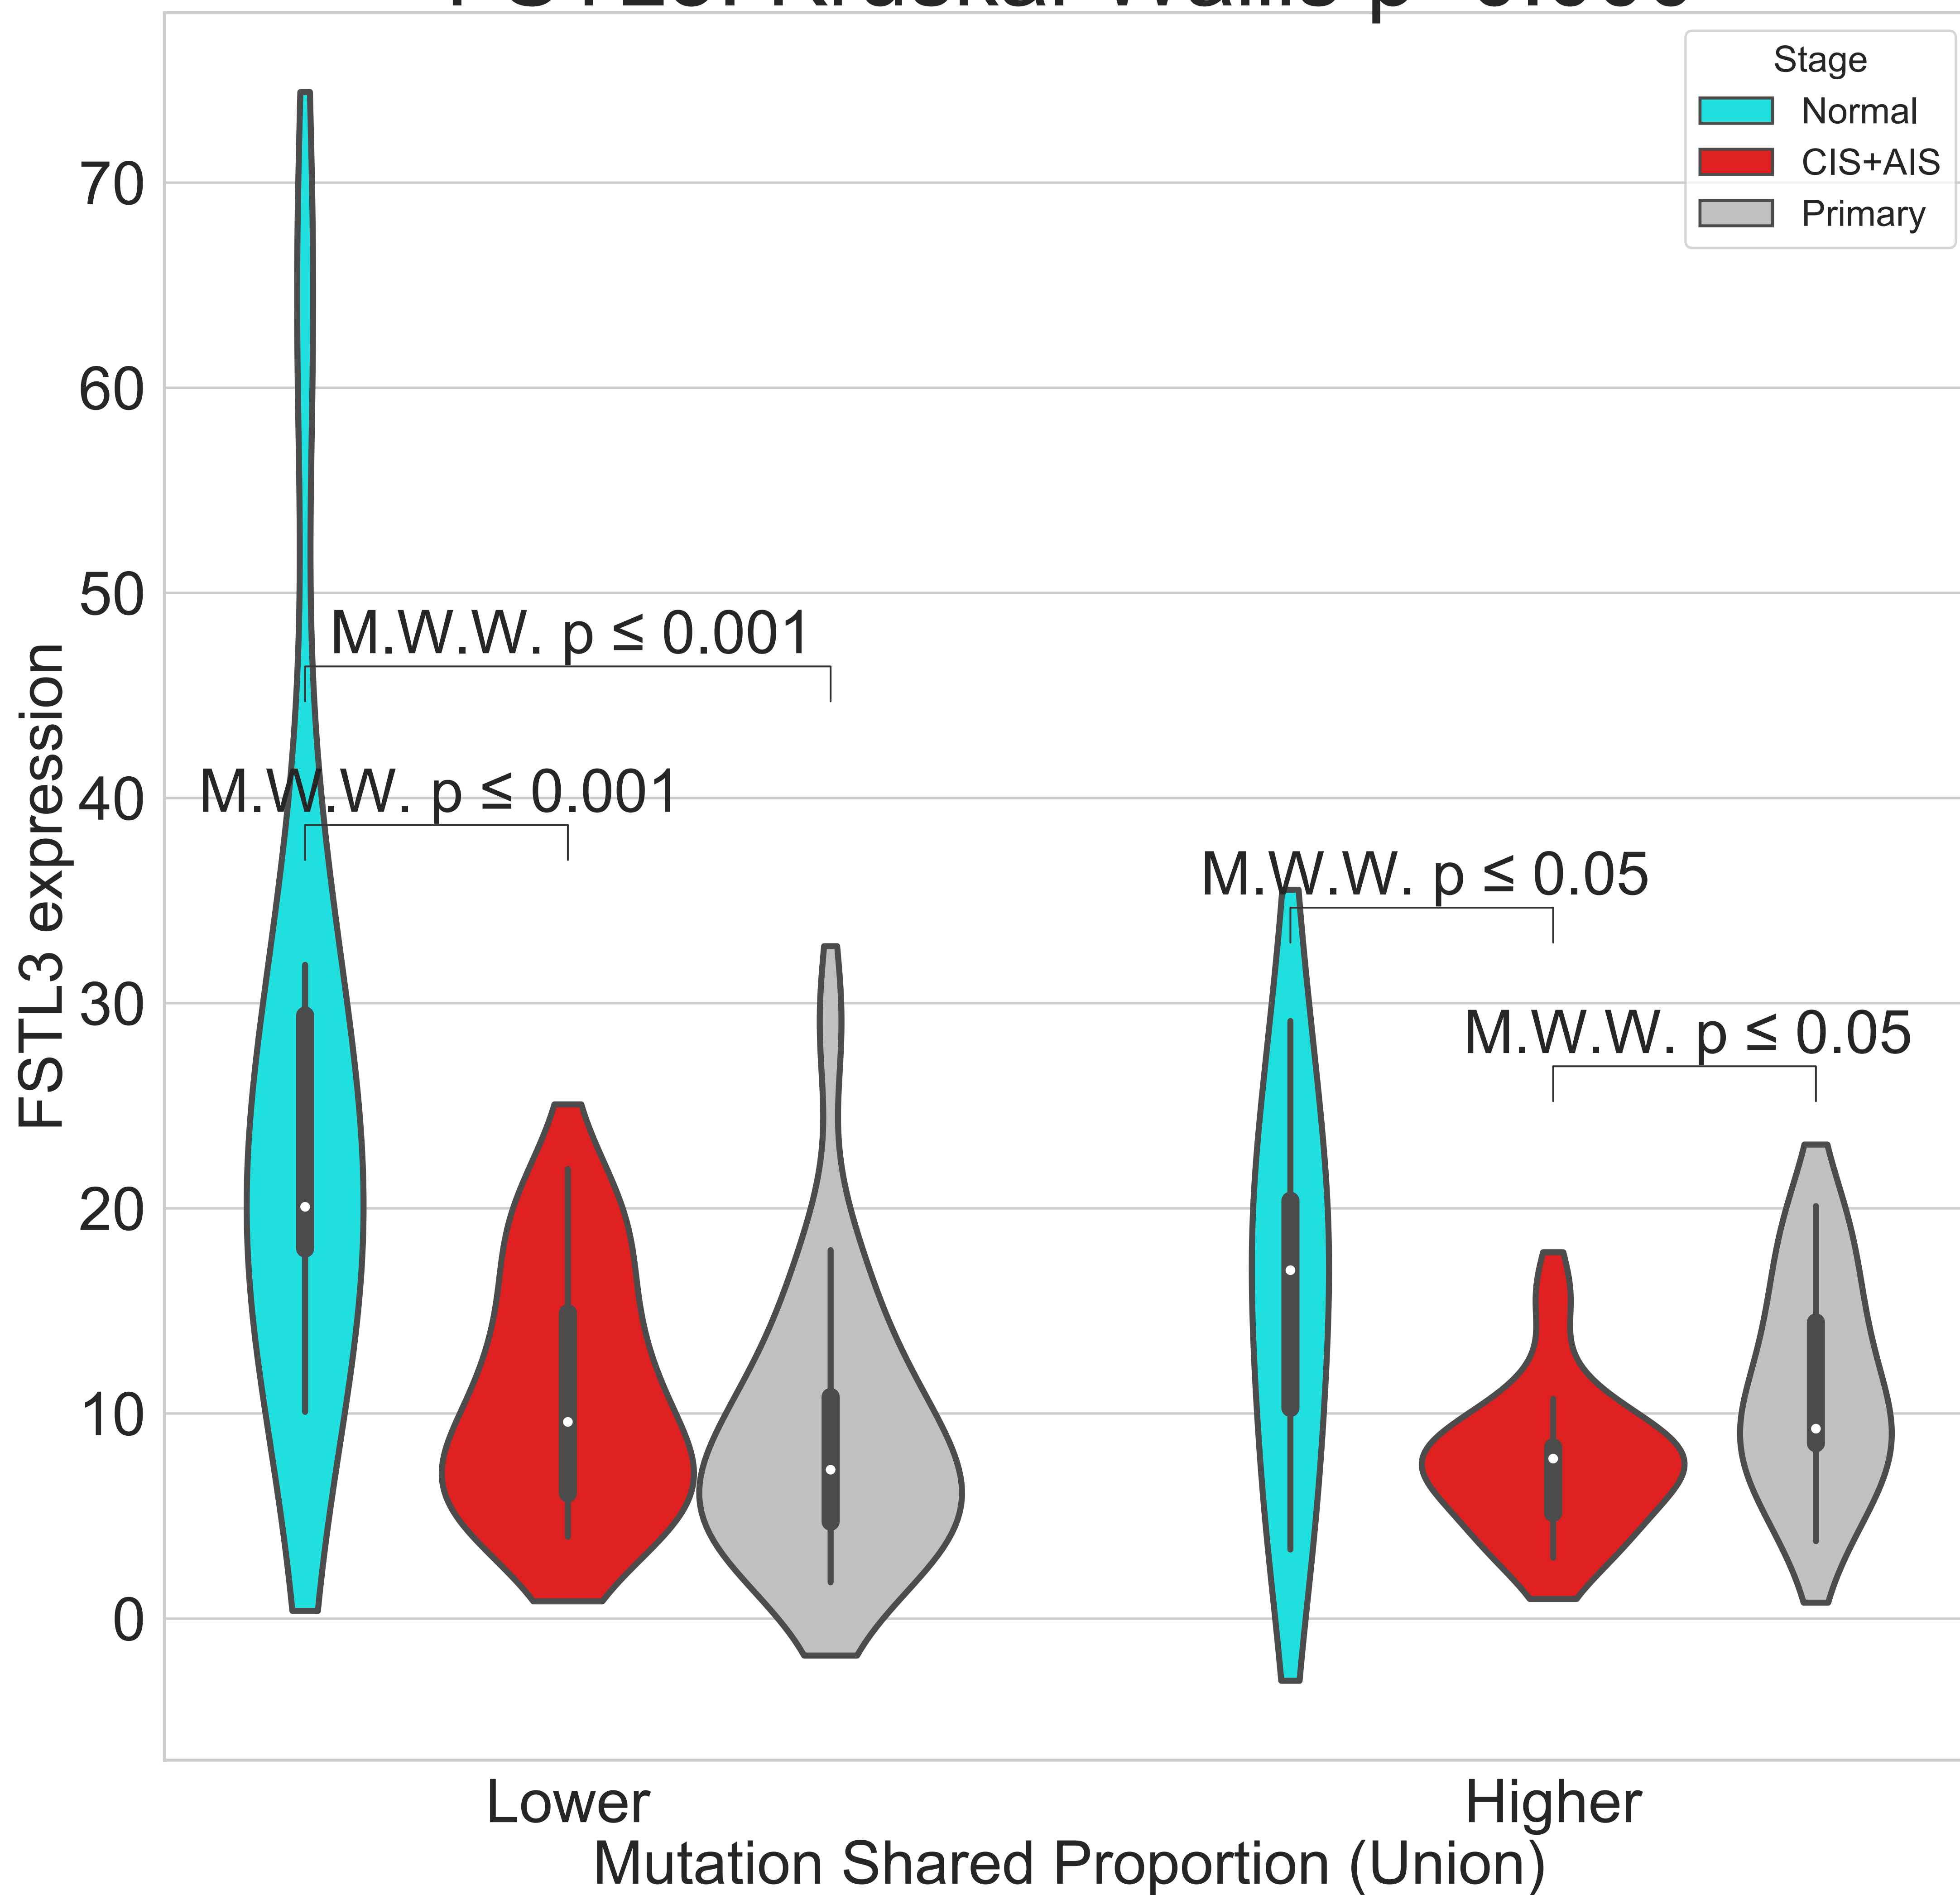 Stage
Normal
CIS+AIS
Primary
70
60
50
40
30
20
10
0
FSTL3 expression
M.W.W. p ≤ 0.001
M.W.W. p ≤ 0.001
M.W.W. p ≤ 0.05
M.W.W. p ≤ 0.05
Lower
Higher
Mutation Shared Proportion (Union)